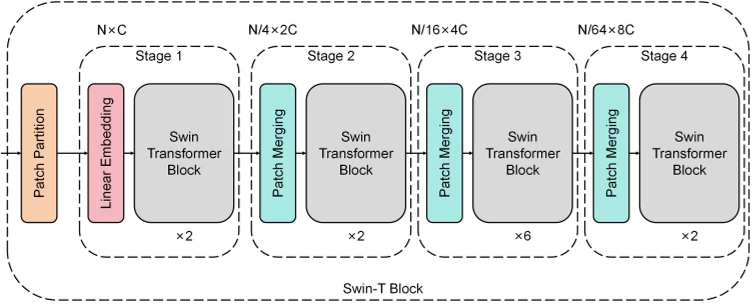 N×C
N/4×2C
N/16×4C
N/64×8C
Stage 1
Stage 2
Stage 3
Stage 4
Patch Partition
Linear Embedding
Swin
Transformer
Block
Patch Merging
Swin
Transformer
Block
Patch Merging
Swin
Transformer
Block
Patch Merging
Swin
Transformer
Block
×2
×2
×6
×2
Swin-T Block